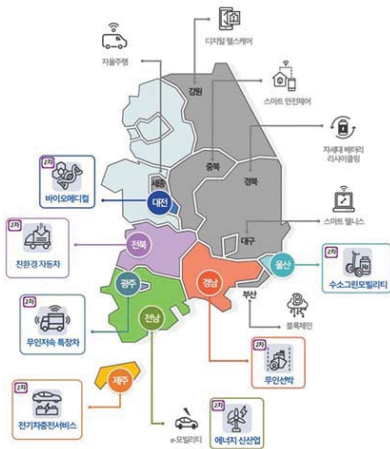 디지털 헬스케어
자율주행
강원
스마트 안전제어
충북
차세대 배터리
리사이클링
2차
세종
경북
바이오메디컬
대전
스마트 웰니스
2차
전북
대구
친환경 자동차
2차
울산
광주
경남
수소그린모빌리티
2차
부산
무인저속 특장차
전남
블록체인
2차
2차
제주
무인선박
2차
전기차충전서비스
e-모빌리티
에너지 신산업